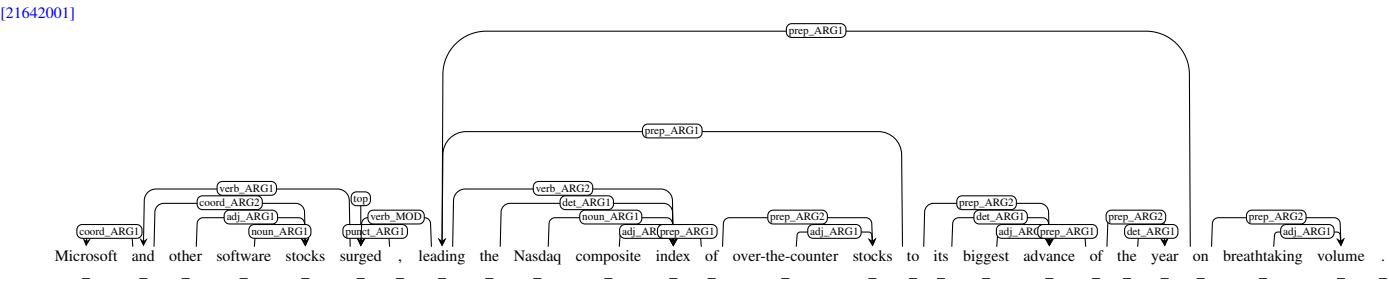 [21642001]
prep_ARG1
prep_ARG1
verb_ARG1 verb_ARG2
top
coord_ARG2 det_ARG1 prep_ARG2
adj_ARG1 verb_MOD noun_ARG1 prep_ARG2 det_ARG1 prep_ARG2 prep_ARG2
coord_ARG1 noun_ARG1 punct_ARG1 prep_ARG1 adj_ARG1 prep_ARG1 det_ARG1 adj_ARG1
Microsoft and other software stocks surged , leading the Nasdaq composite index of over-the-counter stocks to its biggest advance of the year on breathtaking volume .
_ _ _ _ _ _ _ _ _ _ _ _ _ _ _ _ _ _ _ _ _ _ _ _ _ _